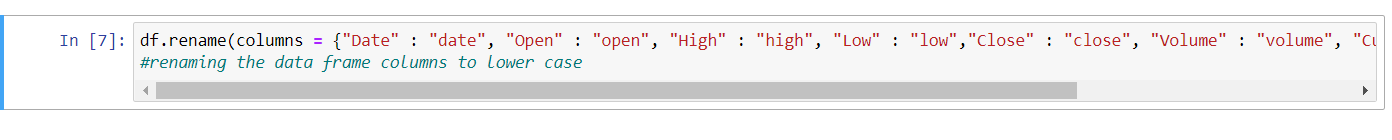 In [7]: df.rename(columns = {"Date" : "date", "Open" : "open", "High" : "high", "Low" : "low","Close" : "close", "Volume" : "volume", "Cu
#renaming the data frame columns to lower case